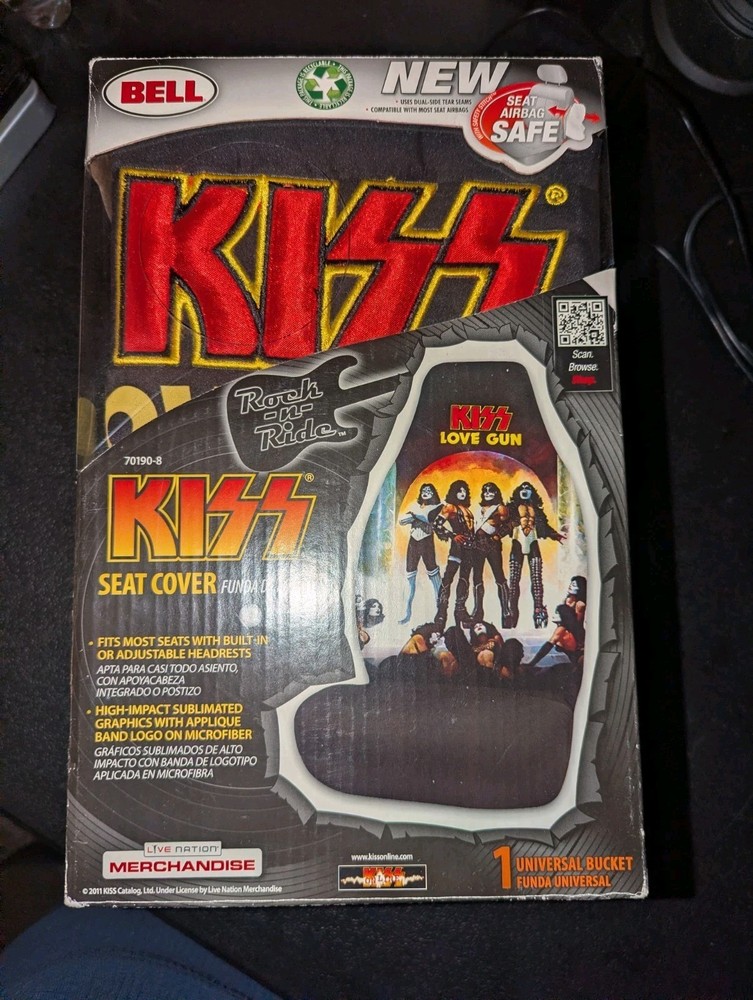 BELL
NEW
• USES DUAL-SIDE TEAR SEAMS
• COMPATIBLE WITH MOST SEAT AIRBAGS
SEAT
AIRBAG
SAFE
KISS®
Scan.
Browse.
Rock
-n-
Ride™
KISS
LOVE GUN
70190-8
KISS®
SEAT COVER FUNDA D
• FITS MOST SEATS WITH BUILT-IN
OR ADJUSTABLE HEADRESTS
APTA PARA CASI TODO ASIENTO,
CON APOYACABEZA
INTEGRADO O POSTIZO
• HIGH-IMPACT SUBLIMATED
GRAPHICS WITH APPLIQUE
BAND LOGO ON MICROFIBER
GRÁFICOS SUBLIMADOS DE ALTO
IMPACTO CON BANDA DE LOGOTIPO
APLICADA EN MICROFIBRA
LIVE NATION
MERCHANDISE
© 2011 KISS Catalog, Ltd. Under License by Live Nation Merchandise
www.kissonline.com
KISS
1 UNIVERSAL BUCKET
FUNDA UNIVERSAL